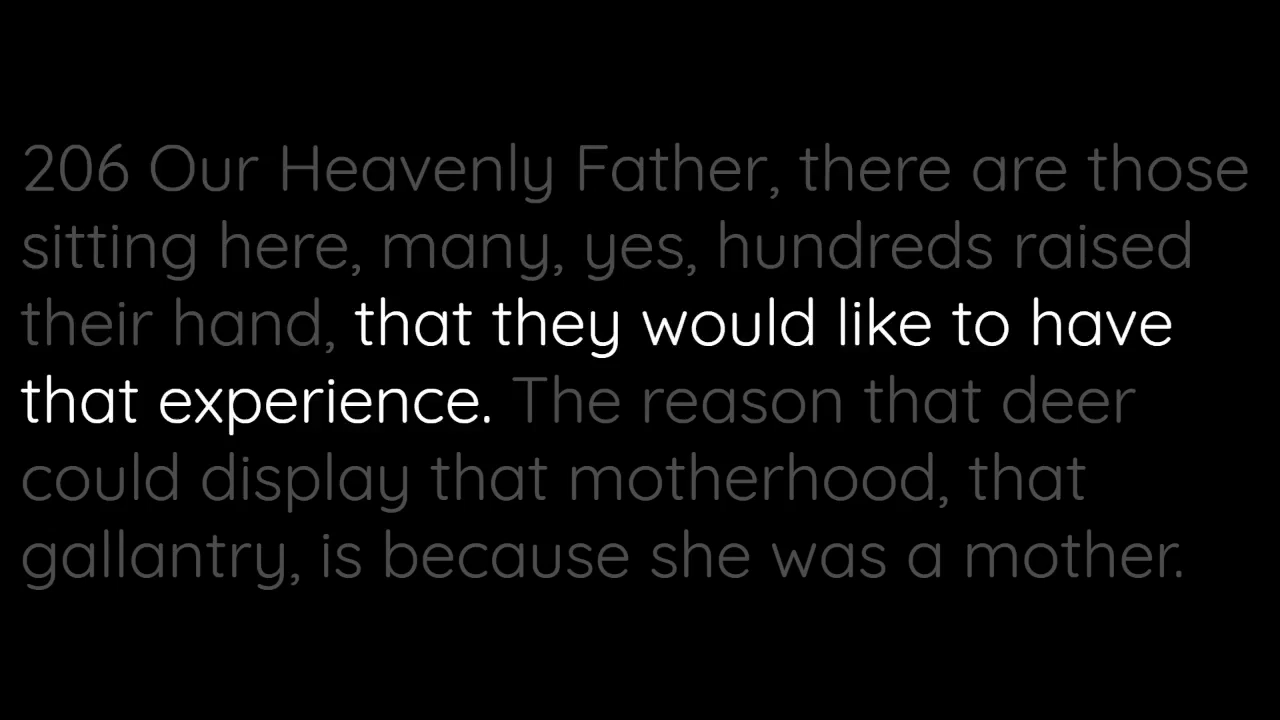 206 Our Heavenly Father, there are those
sitting here, many, yes, hundreds raised
their hand, that they would like to have
that experience. The reason that deer
could display that motherhood, that
gallantry, is because she was a mother.